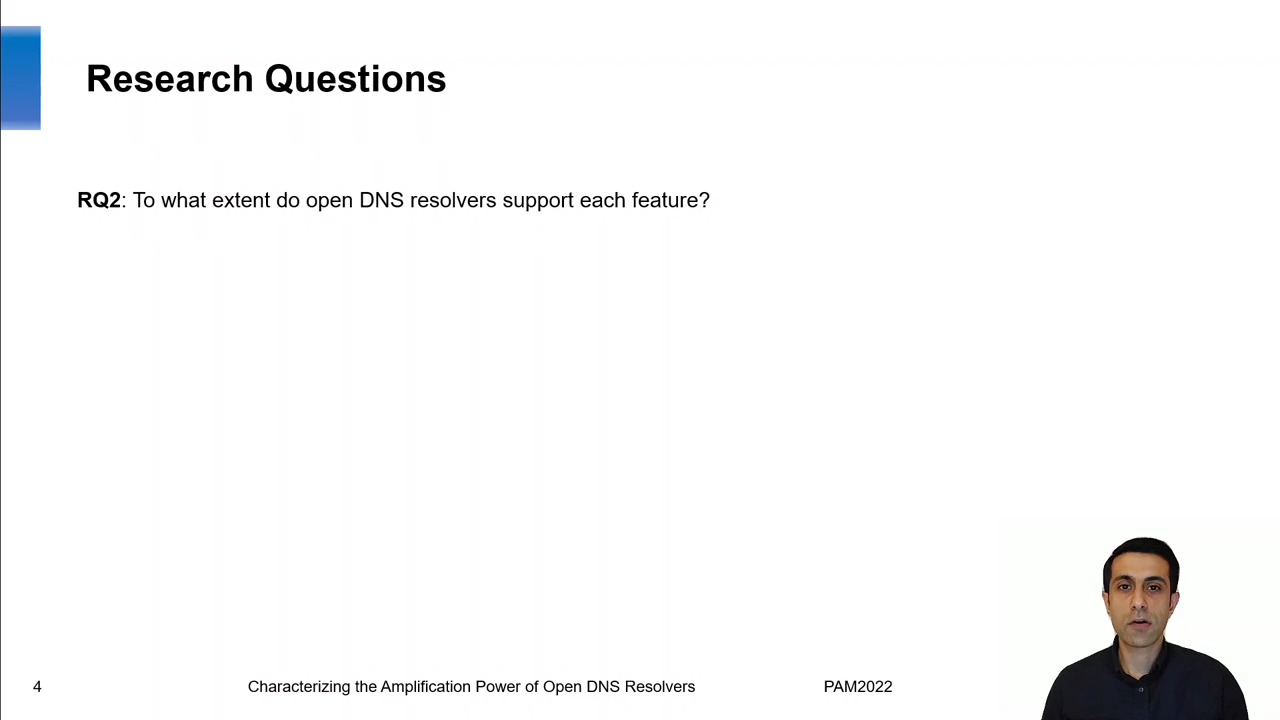 Research Questions
RQ2: To what extent do open DNS resolvers support each feature?
4
Characterizing the Amplification Power of Open DNS Resolvers
PAM2022